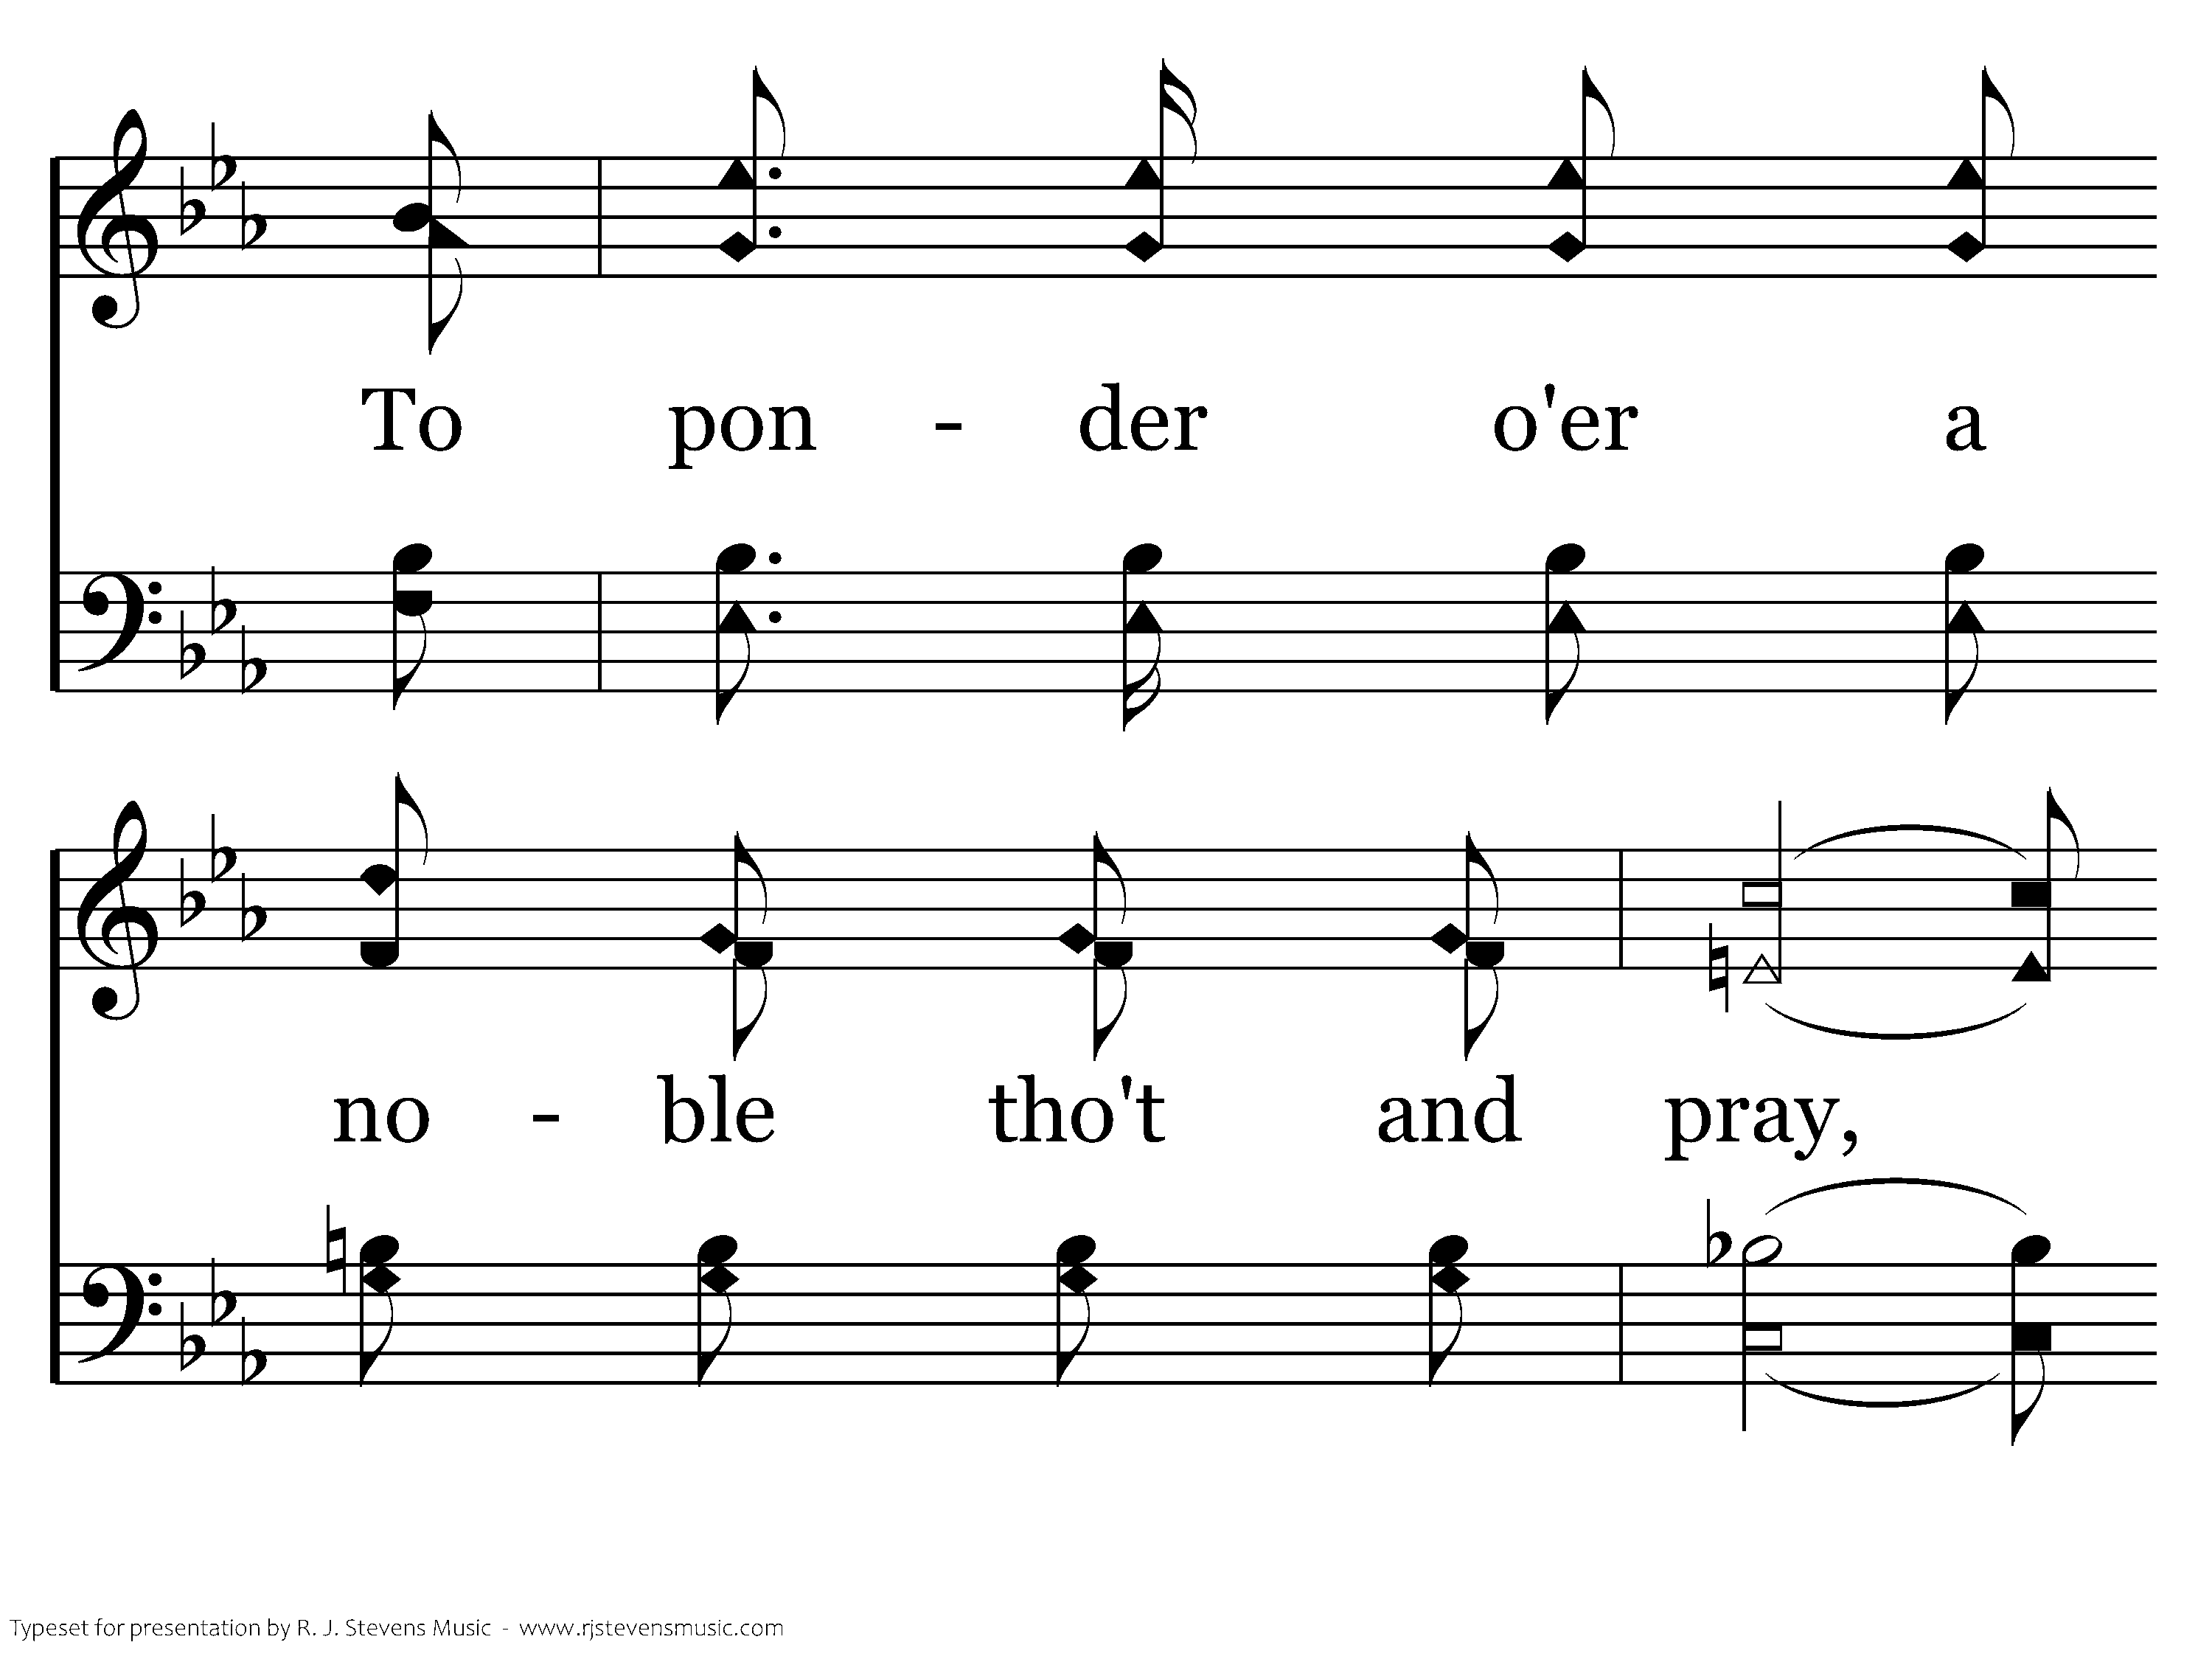 To pon - der o'er a
no - ble tho't and pray,
Typeset for presentation by R. J. Stevens Music - www.rjstevensmusic.com